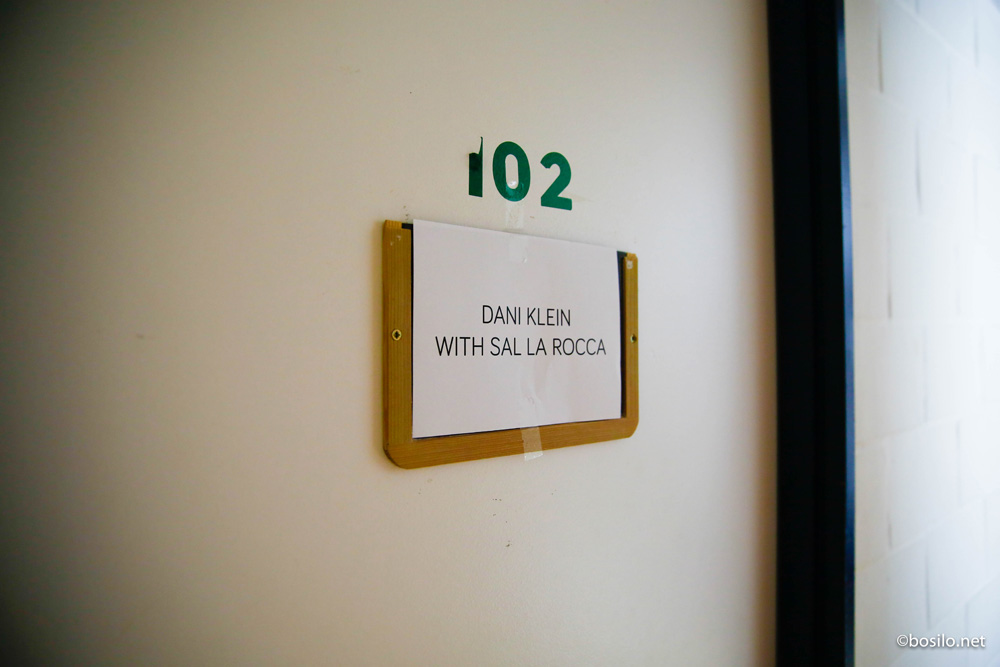 102
DANI KLEIN
WITH SAL LA ROCCA
©bosilo.net